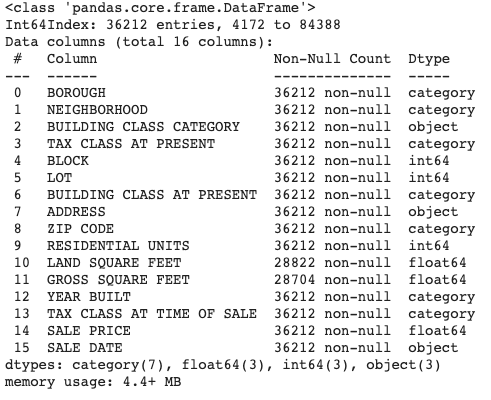 <class 'pandas.core.frame.DataFrame'>
Int64Index: 36212 entries, 4172 to 84388
Data columns (total 16 columns):
 #   Column                          Non-Null Count  Dtype
---  ------                          --------------  -----
 0   BOROUGH                         36212 non-null  category
 1   NEIGHBORHOOD                    36212 non-null  category
 2   BUILDING CLASS CATEGORY         36212 non-null  object
 3   TAX CLASS AT PRESENT            36212 non-null  category
 4   BLOCK                           36212 non-null  int64
 5   LOT                             36212 non-null  int64
 6   BUILDING CLASS AT PRESENT       36212 non-null  category
 7   ADDRESS                         36212 non-null  object
 8   ZIP CODE                        36212 non-null  category
 9   RESIDENTIAL UNITS               36212 non-null  int64
 10  LAND SQUARE FEET                28822 non-null  float64
 11  GROSS SQUARE FEET               28704 non-null  float64
 12  YEAR BUILT                      36212 non-null  category
 13  TAX CLASS AT TIME OF SALE       36212 non-null  category
 14  SALE PRICE                      36212 non-null  float64
 15  SALE DATE                       36212 non-null  object
dtypes: category(7), float64(3), int64(3), object(3)
memory usage: 4.4+ MB